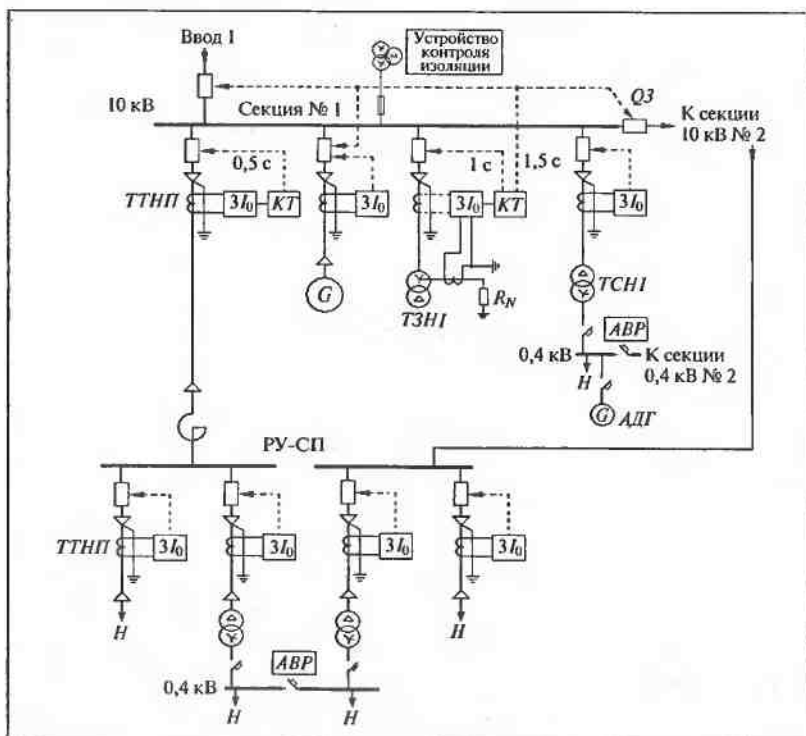 Ввод 1
Устройство
контроля
изоляции
Q3
10 кВ
Секция № 1
К секции
10 кВ № 2
0,5 с
1 с
1,5 с
ТТНП
3I₀
КТ
3I₀
3I₀
КТ
3I₀
G
ТЗН1
R_N
ТСН1
АВР
0,4 кВ
К секции
0,4 кВ № 2
Н
G
АДГ
РУ-СП
ТТНП
3I₀
3I₀
3I₀
3I₀
Н
Н
АВР
0,4 кВ
Н
Н